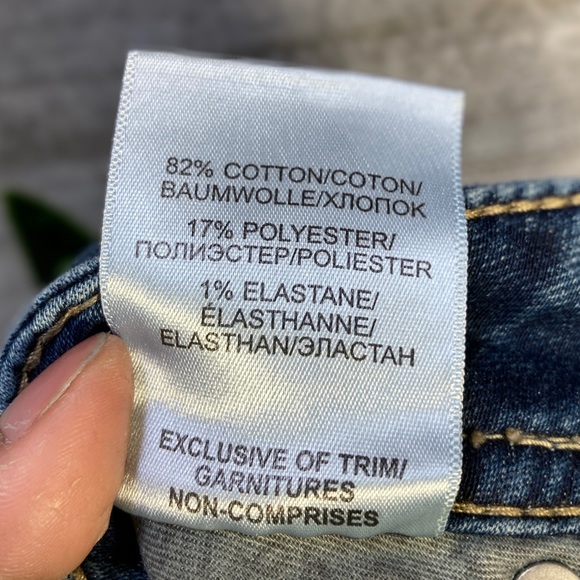 82% COTTON/COTON/
BAUMWOLLE/ХЛОПОК
17% POLYESTER/
ПОЛИЭСТЕР/POLIESTER
1% ELASTANE/
ÉLASTHANNE/
ELASTHAN/ЭЛАСТАН
EXCLUSIVE OF TRIM/
GARNITURES
NON-COMPRISES